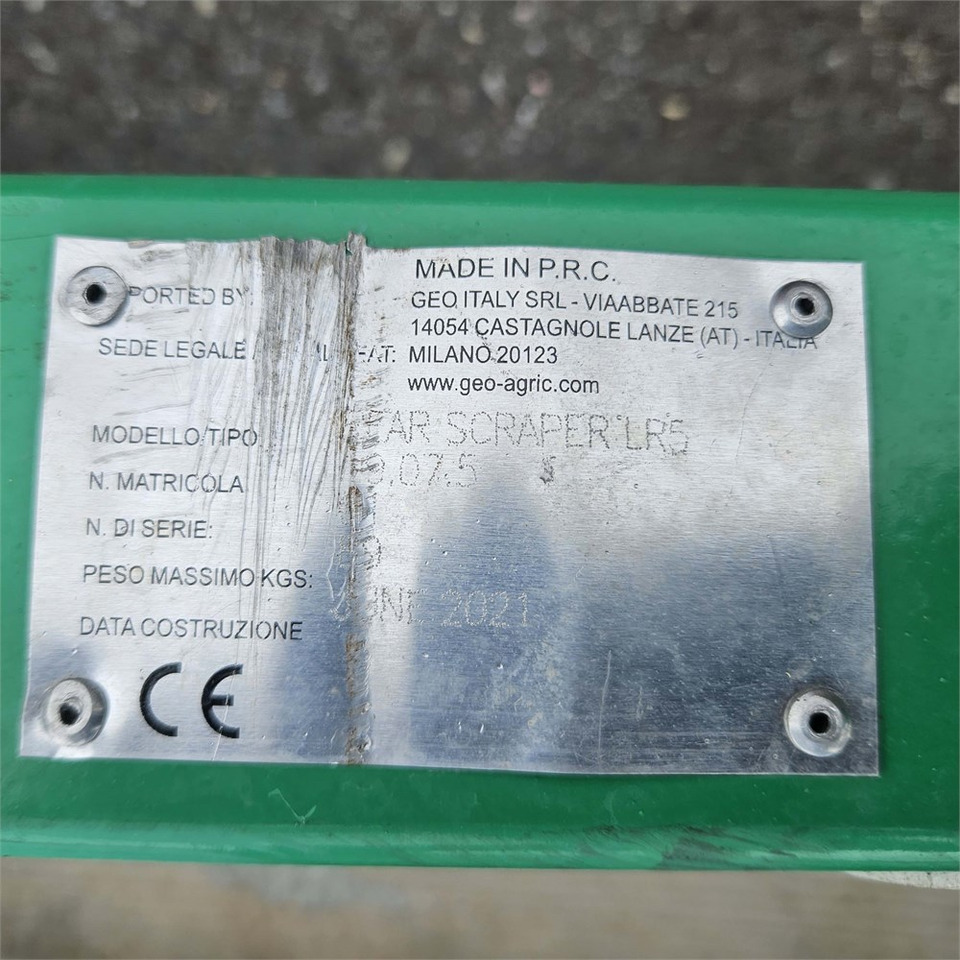 MADE IN P.R.C.
PORTED BY: GEO ITALY SRL - VIAABBATE 215
14054 CASTAGNOLE LANZE (AT) - ITALIA
SEDE LEGALE AT: MILANO 20123
www.geo-agric.com
MODELLO/TIPO AR SCRAPER LR5
N. MATRICOLA .07.5
N. DI SERIE:
PESO MASSIMO KGS:
DATA COSTRUZIONE JUNE 2021
CE